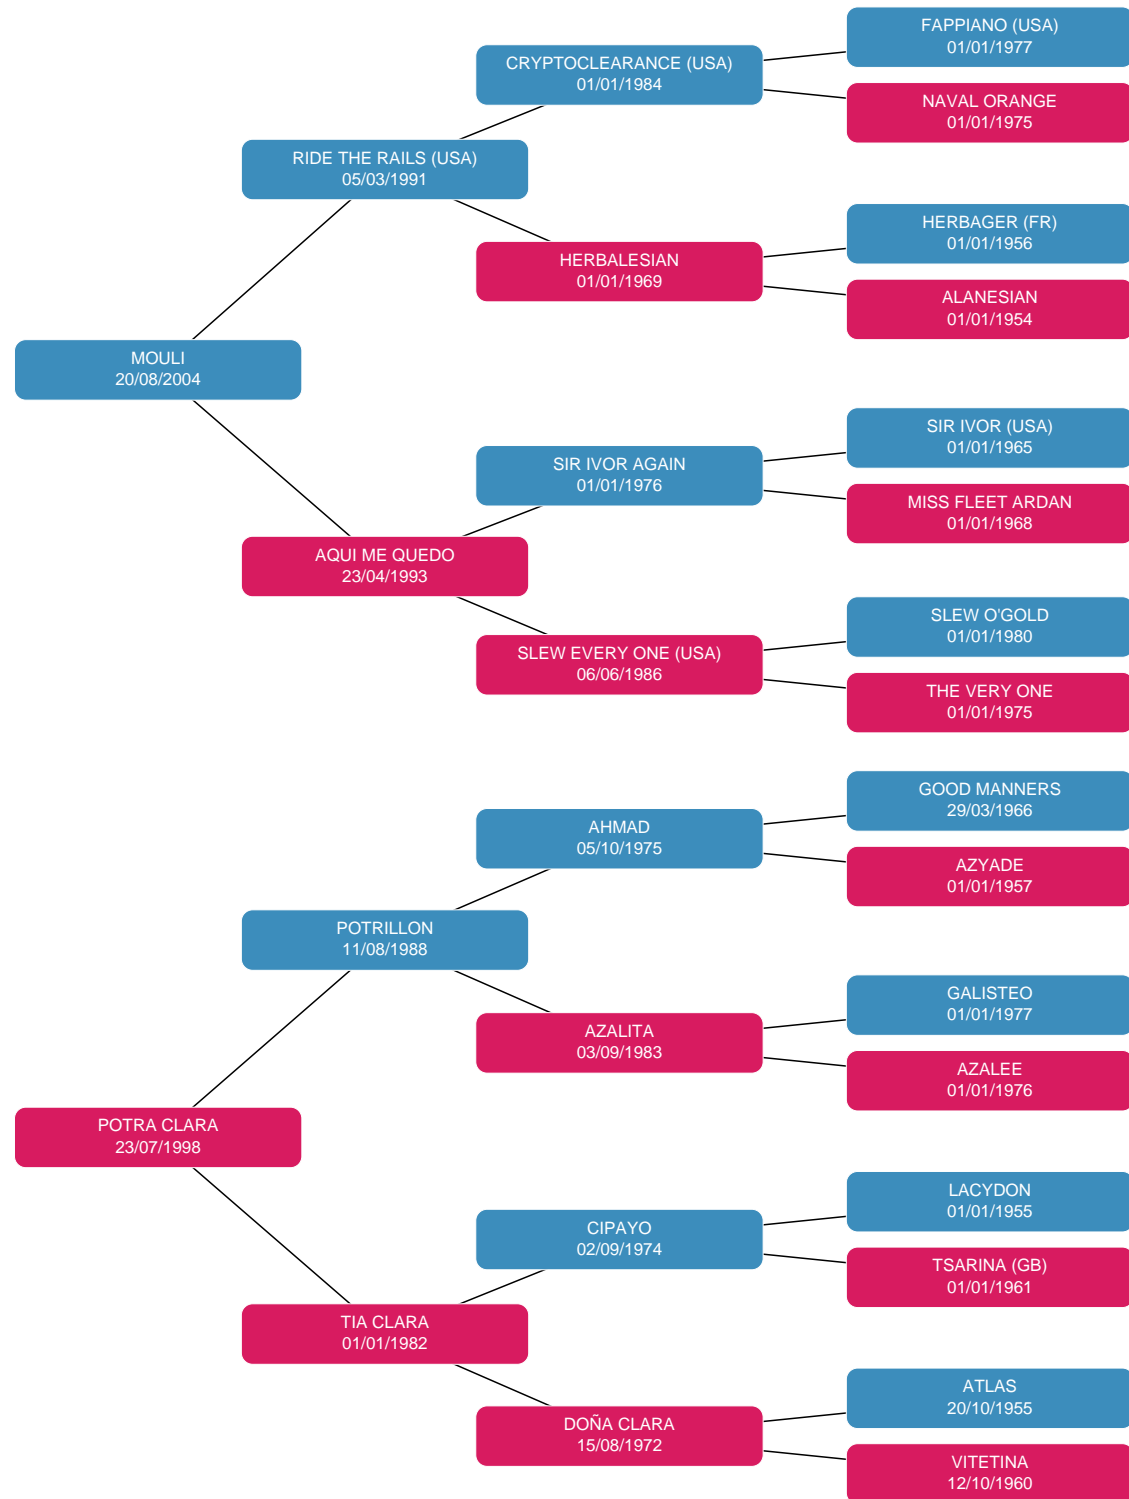 FAPPIANO (USA)
01/01/1977
CRYPTOCLEARANCE (USA)
01/01/1984
NAVAL ORANGE
01/01/1975
RIDE THE RAILS (USA)
05/03/1991
HERBAGER (FR)
01/01/1956
HERBALESIAN
01/01/1969
ALANESIAN
01/01/1954
MOULI
20/08/2004
SIR IVOR (USA)
01/01/1965
SIR IVOR AGAIN
01/01/1976
MISS FLEET ARDAN
01/01/1968
AQUI ME QUEDO
23/04/1993
SLEW O'GOLD
01/01/1980
SLEW EVERY ONE (USA)
06/06/1986
THE VERY ONE
01/01/1975
GOOD MANNERS
29/03/1966
AHMAD
05/10/1975
AZYADE
01/01/1957
POTRILLON
11/08/1988
GALISTEO
01/01/1977
AZALITA
03/09/1983
AZALEE
01/01/1976
POTRA CLARA
23/07/1998
LACYDON
01/01/1955
CIPAYO
02/09/1974
TSARINA (GB)
01/01/1961
TIA CLARA
01/01/1982
ATLAS
20/10/1955
DOÑA CLARA
15/08/1972
VITETINA
12/10/1960